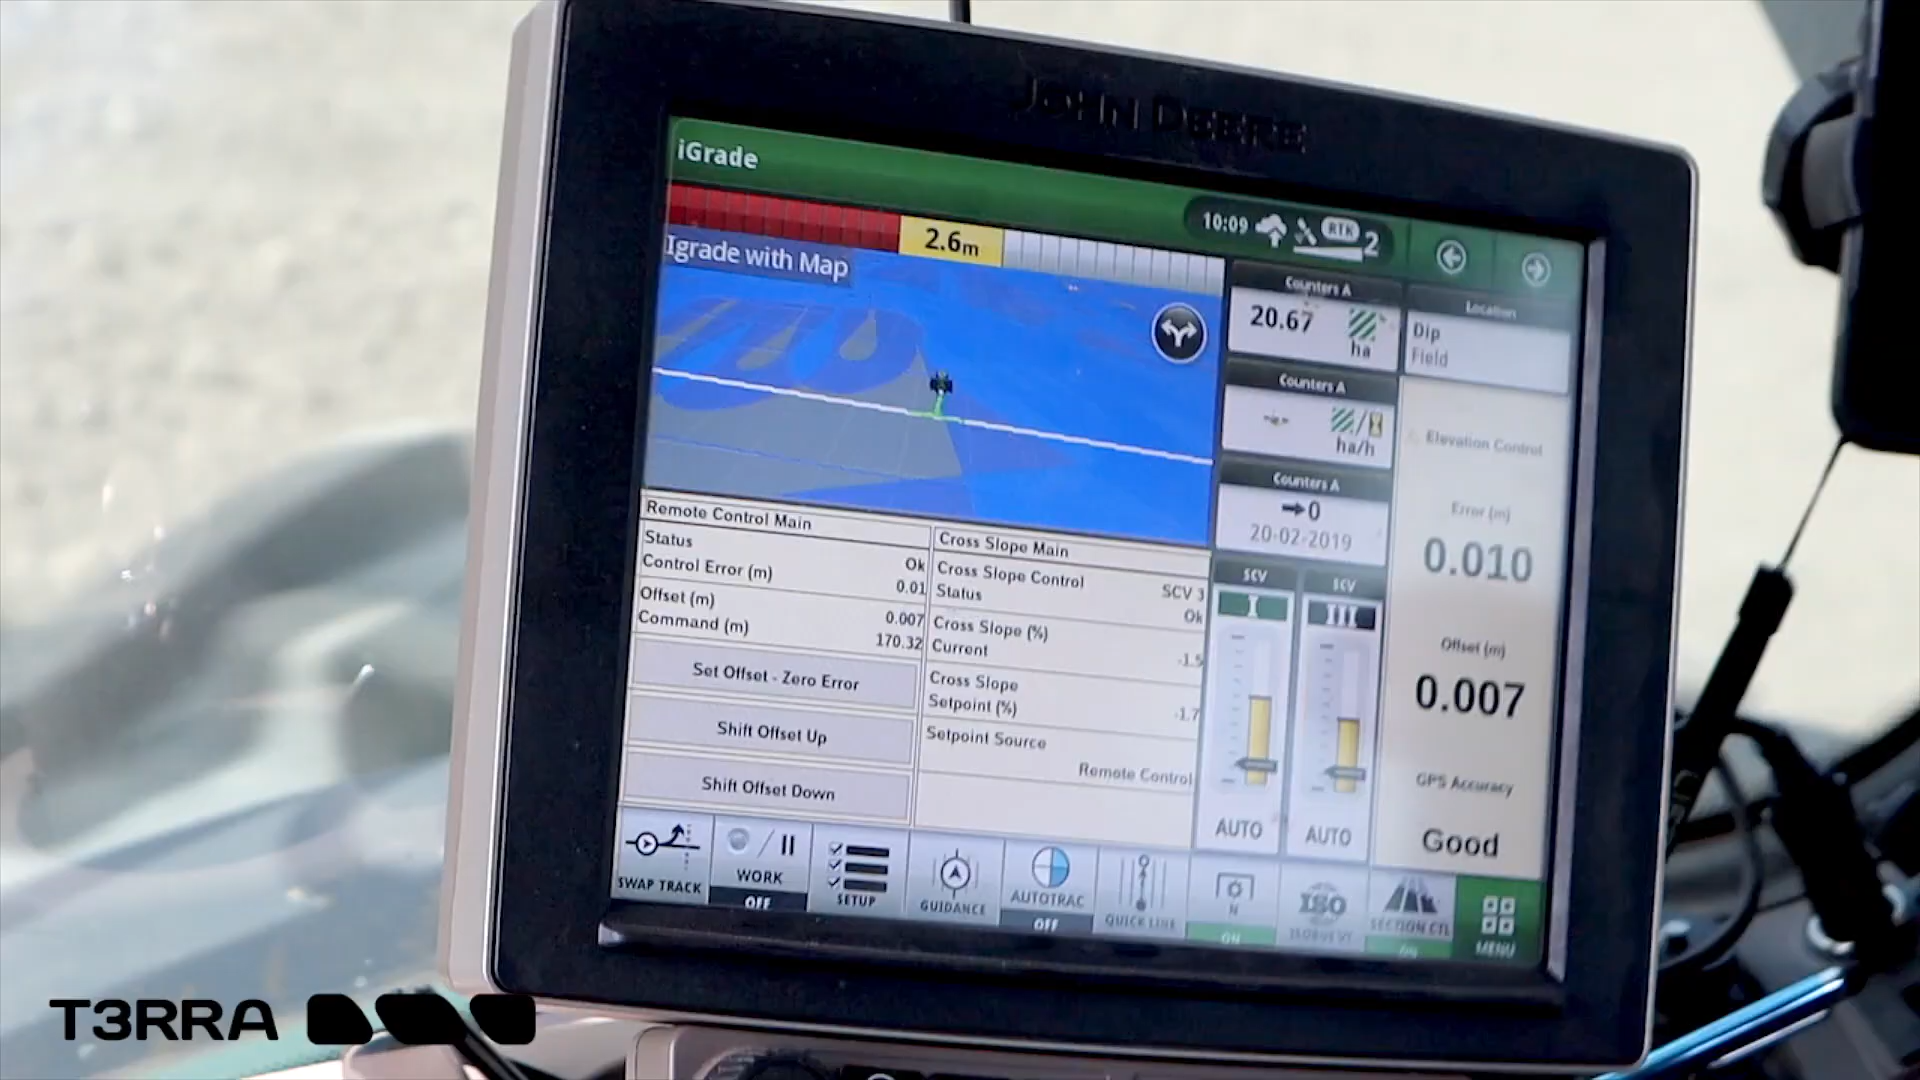 JOHN DEERE
iGrade
10:09
RTK
2
2.6m
Igrade with Map
Counters A
20.67
ha
Counters A
ha/h
Counters A
0
20-02-2019
Location
Dip
Field
Elevation Control
Error (m)
0.010
Offset (m)
0.007
GPS Accuracy
Good
Remote Control Main
Status
Ok
Control Error (m)
0.01
Offset (m)
0.007
Command (m)
170.32
Set Offset - Zero Error
Shift Offset Up
Shift Offset Down
Cross Slope Main
Cross Slope Control
SCV 3
Status
Ok
Cross Slope (%)
Current
-1.5
Cross Slope
Setpoint (%)
-1.7
Setpoint Source
Remote Control
SCV
I
AUTO
SCV
III
AUTO
SWAP TRACK
WORK
OFF
SETUP
GUIDANCE
AUTOTRAC
OFF
QUICK LINE
N
ON
ISO
ISOBUS VT
SECTION CTL
ON
MENU
T3RRA